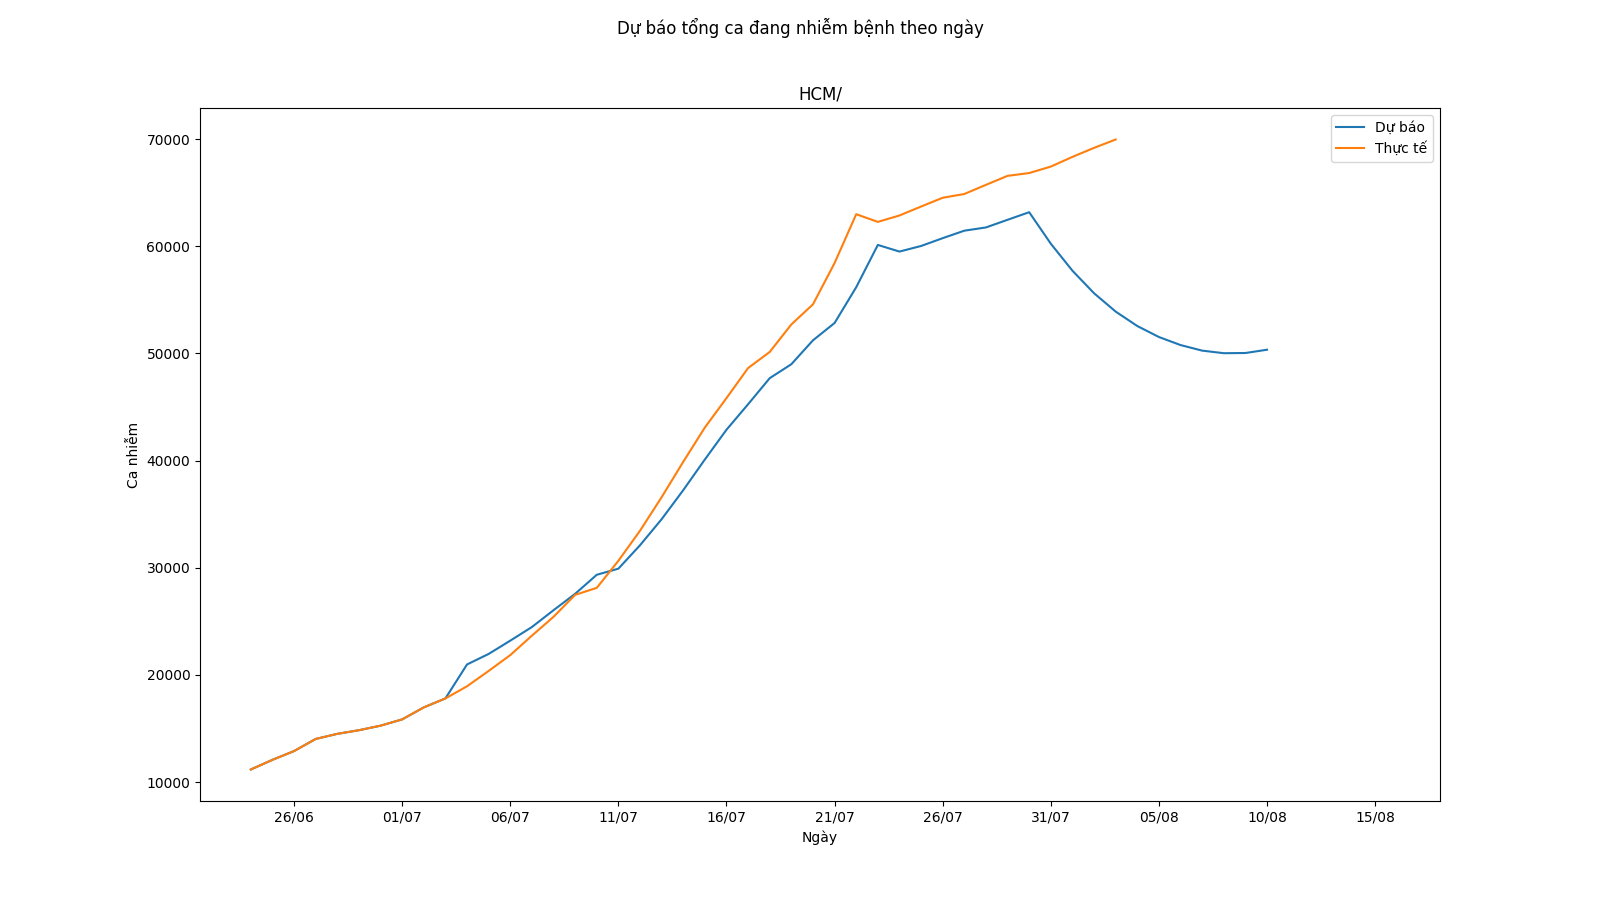 Dự báo tổng ca đang nhiễm bệnh theo ngày
HCM/
Dự báo
Thực tế
70000
60000
50000
40000
30000
20000
10000
Ca nhiễm
26/06 01/07 06/07 11/07 16/07 21/07 26/07 31/07 05/08 10/08 15/08
Ngày